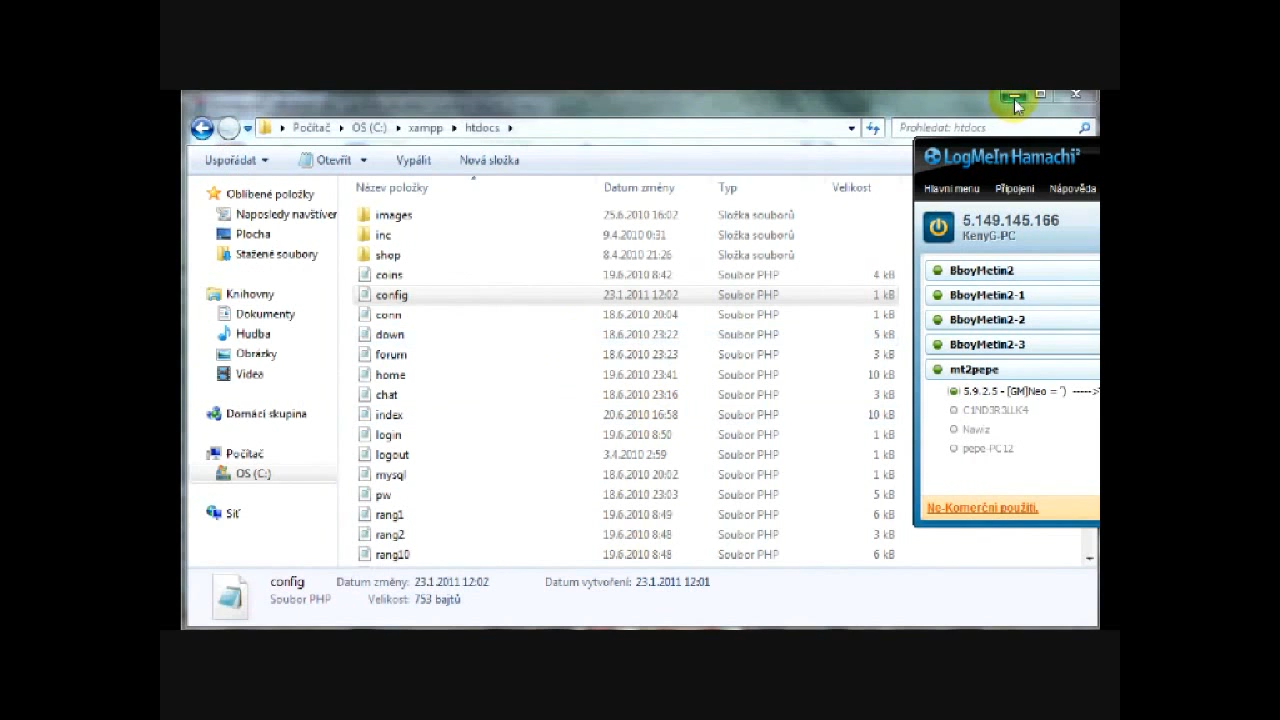 Počítač OS (C:) xampp htdocs
Prohledat: htdocs
Uspořádat Otevřít Vypálit Nová složka
Oblíbené položky
Naposledy navštíver
Plocha
Stažené soubory
Knihovny
Dokumenty
Hudba
Obrázky
Videa
Domácí skupina
Počítač
OS (C:)
Síť
Název položky Datum změny Typ Velikost
images 25.6.2010 16:02 Složka souborů
inc 9.4.2010 0:31 Složka souborů
shop 8.4.2010 21:26 Složka souborů
coins 19.6.2010 8:42 Soubor PHP 4 kB
config 23.1.2011 12:02 Soubor PHP 1 kB
conn 18.6.2010 20:04 Soubor PHP 1 kB
down 18.6.2010 23:22 Soubor PHP 5 kB
forum 18.6.2010 23:23 Soubor PHP 3 kB
home 19.6.2010 23:41 Soubor PHP 10 kB
chat 18.6.2010 23:16 Soubor PHP 3 kB
index 20.6.2010 16:58 Soubor PHP 10 kB
login 19.6.2010 8:50 Soubor PHP 1 kB
logout 3.4.2010 2:59 Soubor PHP 1 kB
mysql 18.6.2010 20:02 Soubor PHP 1 kB
pw 18.6.2010 23:03 Soubor PHP 5 kB
rang1 19.6.2010 8:49 Soubor PHP 6 kB
rang2 19.6.2010 8:48 Soubor PHP 3 kB
rang10 19.6.2010 8:48 Soubor PHP 6 kB
config Datum změny: 23.1.2011 12:02 Datum vytvoření: 23.1.2011 12:01
Soubor PHP Velikost: 753 bajtů
LogMeIn Hamachi²
Hlavní menu Připojení Nápověda
5.149.145.166
KenyG-PC
BboyMetin2
BboyMetin2-1
BboyMetin2-2
BboyMetin2-3
mt2pepe
5.9.2.5 - [GM]Neo = ') ----->
C1ND3R3LLK4
Nawiz
pepe-PC12
Ne-Komerční použití.